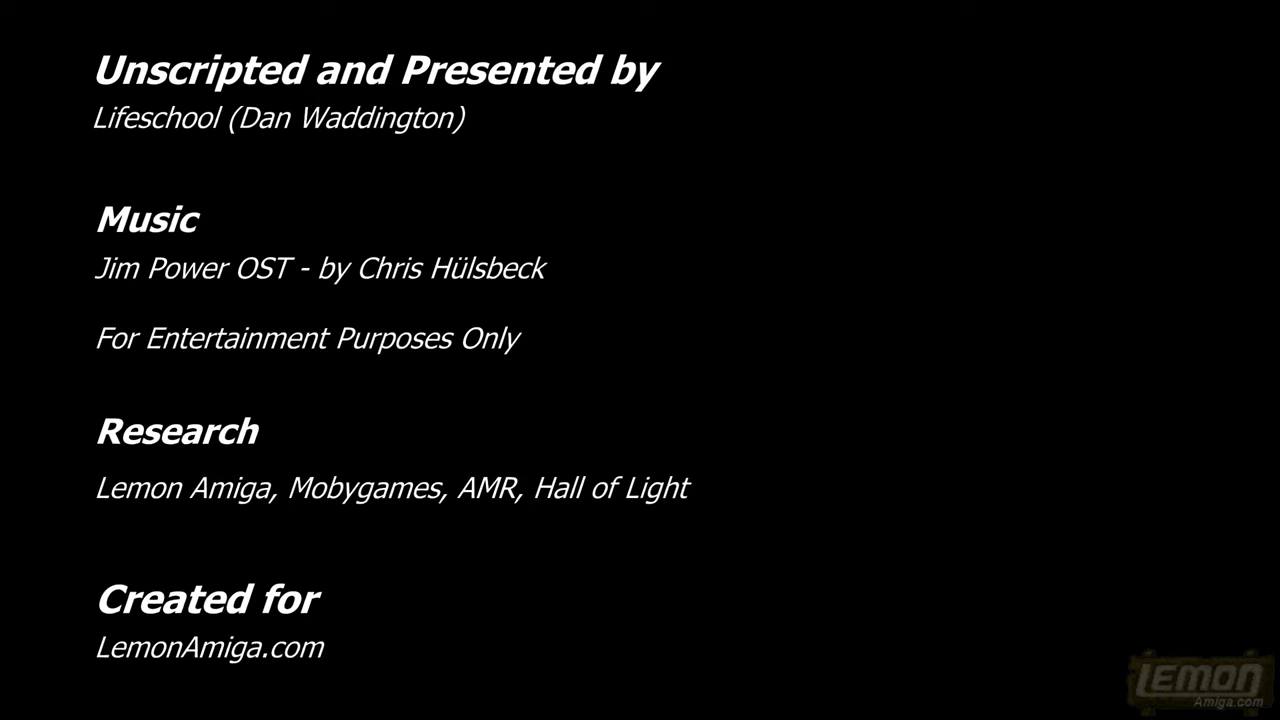 Unscripted and Presented by
Lifeschool (Dan Waddington)
Music
Jim Power OST - by Chris Hülsbeck
For Entertainment Purposes Only
Research
Lemon Amiga, Mobygames, AMR, Hall of Light
Created for
LemonAmiga.com
LEMON
Amiga.com